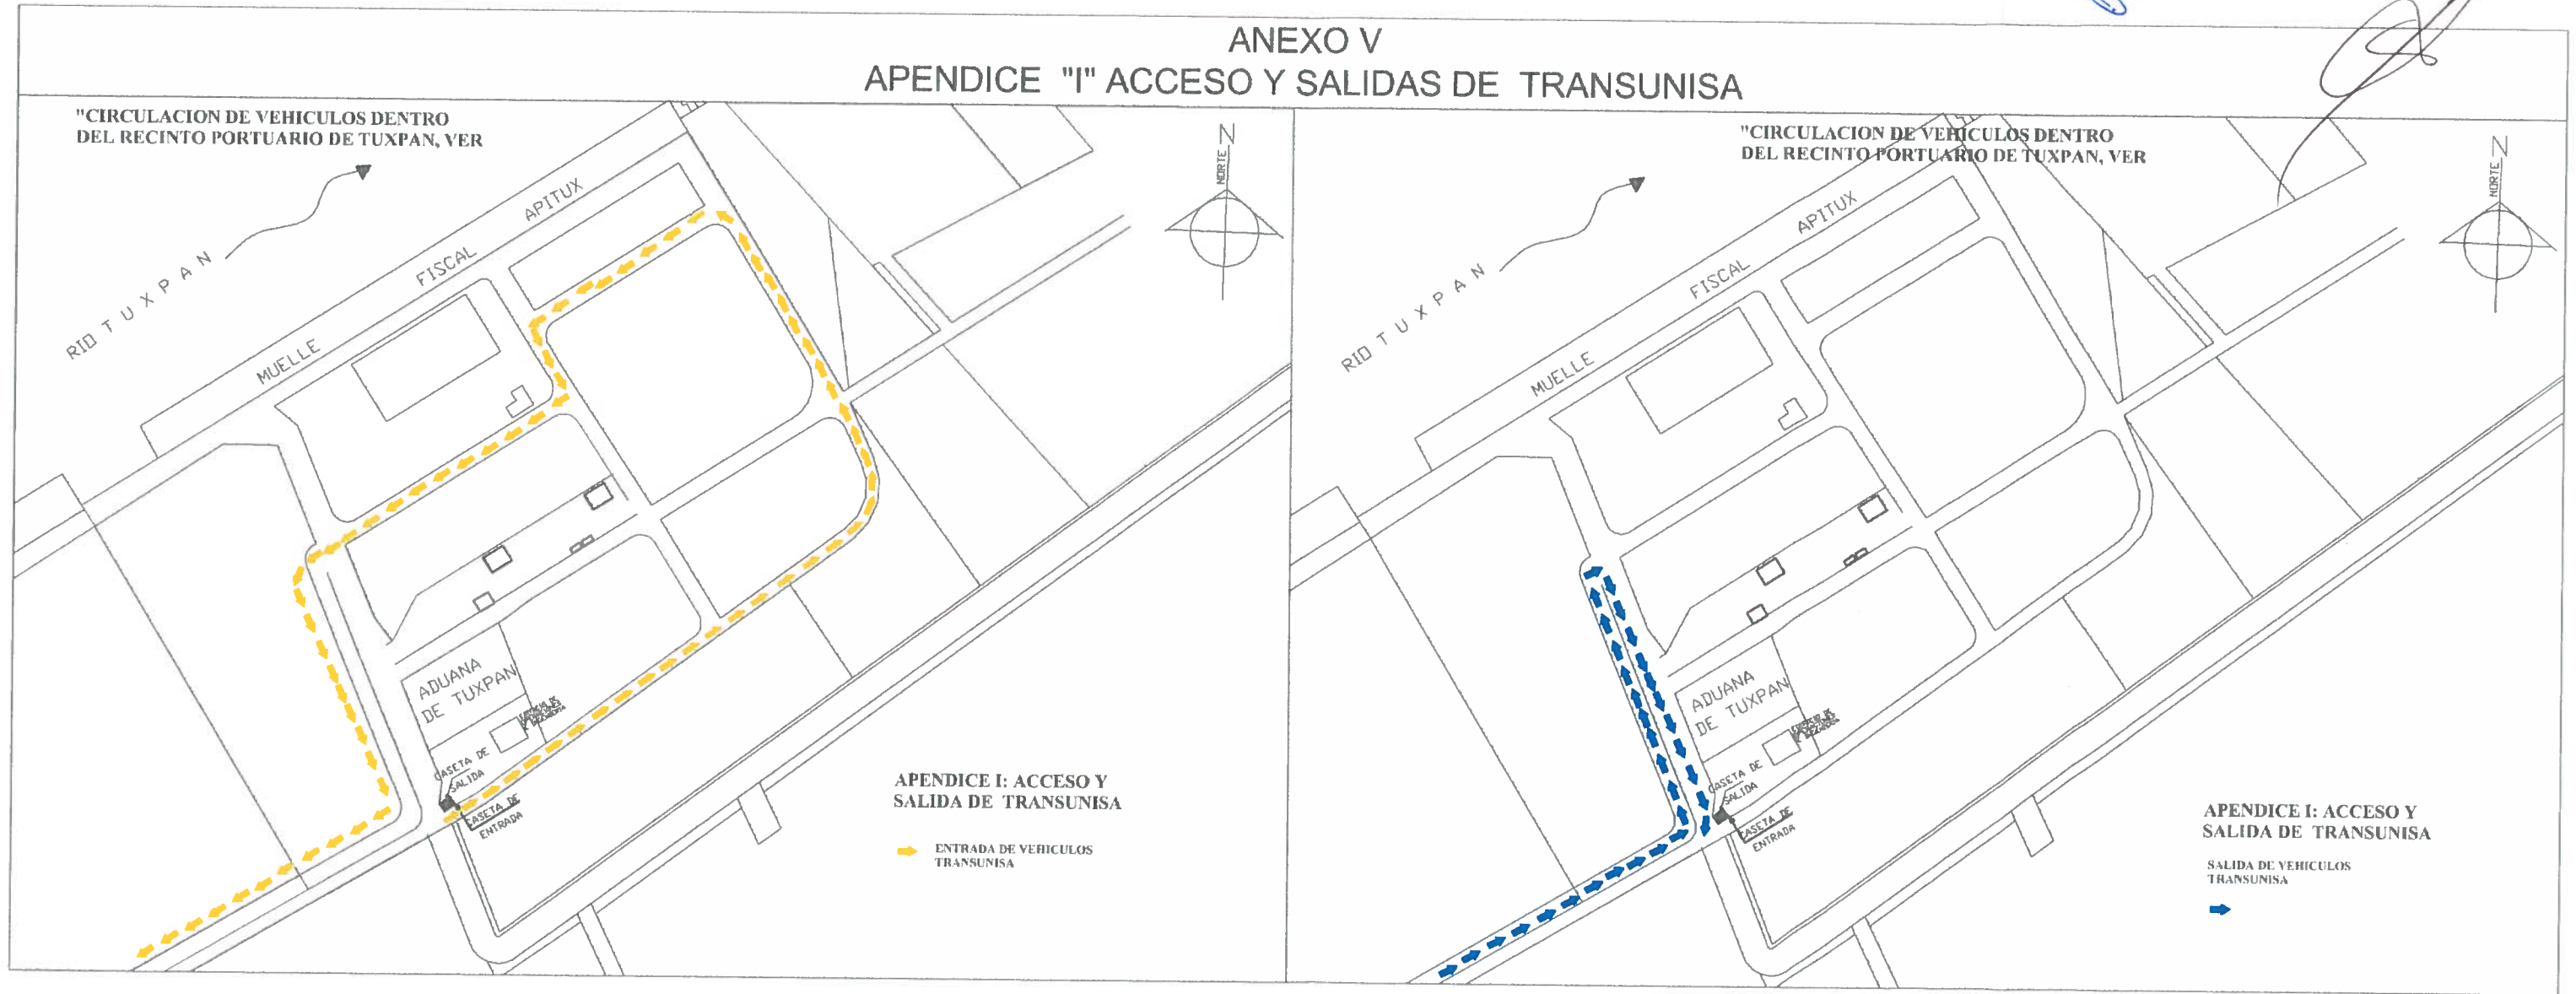 ANEXO V
APENDICE "I" ACCESO Y SALIDAS DE TRANSUNISA
"CIRCULACION DE VEHICULOS DENTRO
DEL RECINTO PORTUARIO DE TUXPAN, VER
RIO TUXPAN
MUELLE FISCAL APITUX
NORTE N
ADUANA
DE TUXPAN
CASETA DE
SALIDA
CASETA DE
ENTRADA
APENDICE I: ACCESO Y
SALIDA DE TRANSUNISA
ENTRADA DE VEHICULOS
TRANSUNISA
"CIRCULACION DE VEHICULOS DENTRO
DEL RECINTO PORTUARIO DE TUXPAN, VER
RIO TUXPAN
MUELLE FISCAL APITUX
NORTE N
ADUANA
DE TUXPAN
CASETA DE
SALIDA
CASETA DE
ENTRADA
APENDICE I: ACCESO Y
SALIDA DE TRANSUNISA
SALIDA DE VEHICULOS
TRANSUNISA